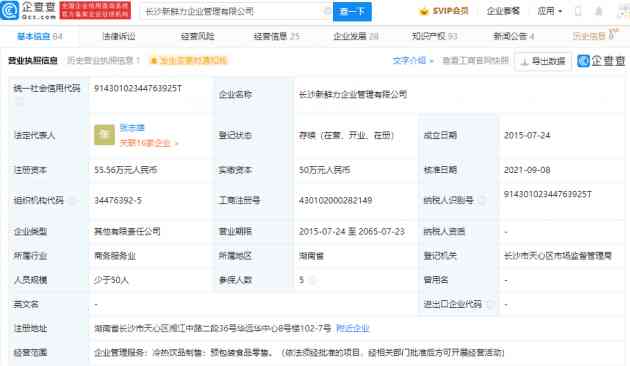 企查查
Qcc.com
全国企业信用查询系统
官方备案企业征信机构
长沙新鲜力企业管理有限公司
查一下
SVIP会员
企业套餐
应用
基本信息 64
法律诉讼
经营风险
经营信息 25
企业发展 28
知识产权 93
新闻公告 4
历史信息
营业执照信息
历史营业执照信息 1
发生变更时通知我
文字介绍 >
查看工商官网快照
导出数据
企查查
统一社会信用代码
91430102344763925T
企业名称
长沙新鲜力企业管理有限公司
法定代表人
张
关联16家企业 >
登记状态
存续（在营、开业、在册）
成立日期
2015-07-24
注册资本
55.56万元人民币
实缴资本
50万元人民币
核准日期
2021-09-08
组织机构代码
34476392-5
工商注册号
430102000282149
纳税人识别号
91430102344763925T
企业类型
其他有限责任公司
营业期限
2015-07-24 至 2065-07-23
纳税人资质
-
所属行业
商务服务业
所属地区
湖南省
登记机关
长沙市天心区市场监督管理局
人员规模
少于50人
参保人数
5
曾用名
-
英文名
-
进出口企业代码
-
注册地址
湖南省长沙市天心区湘江中路二段36号华远华中心8号楼102-7号 附近企业
经营范围
企业管理服务；冷热饮品制售；预包装食品零售。（依法须经批准的项目，经相关部门批准后方可开展经营活动）